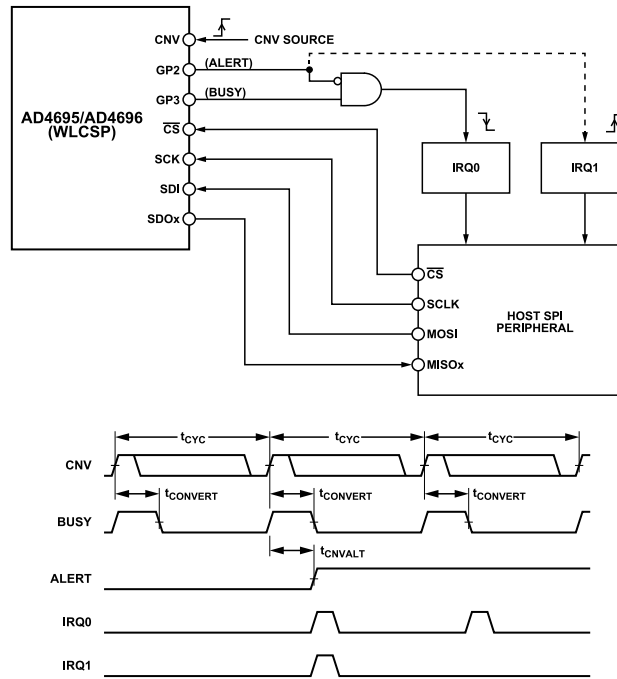 CNV
CNV SOURCE
GP2
(ALERT)
GP3
(BUSY)
AD4695/AD4696
(WLCSP)
CS
SCK
SDI
SDOx
IRQ0
IRQ1
CS
SCLK
MOSI
MISOx
HOST SPI
PERIPHERAL
tCYC
tCYC
tCYC
CNV
tCONVERT
tCONVERT
tCONVERT
BUSY
tCNVALT
ALERT
IRQ0
IRQ1